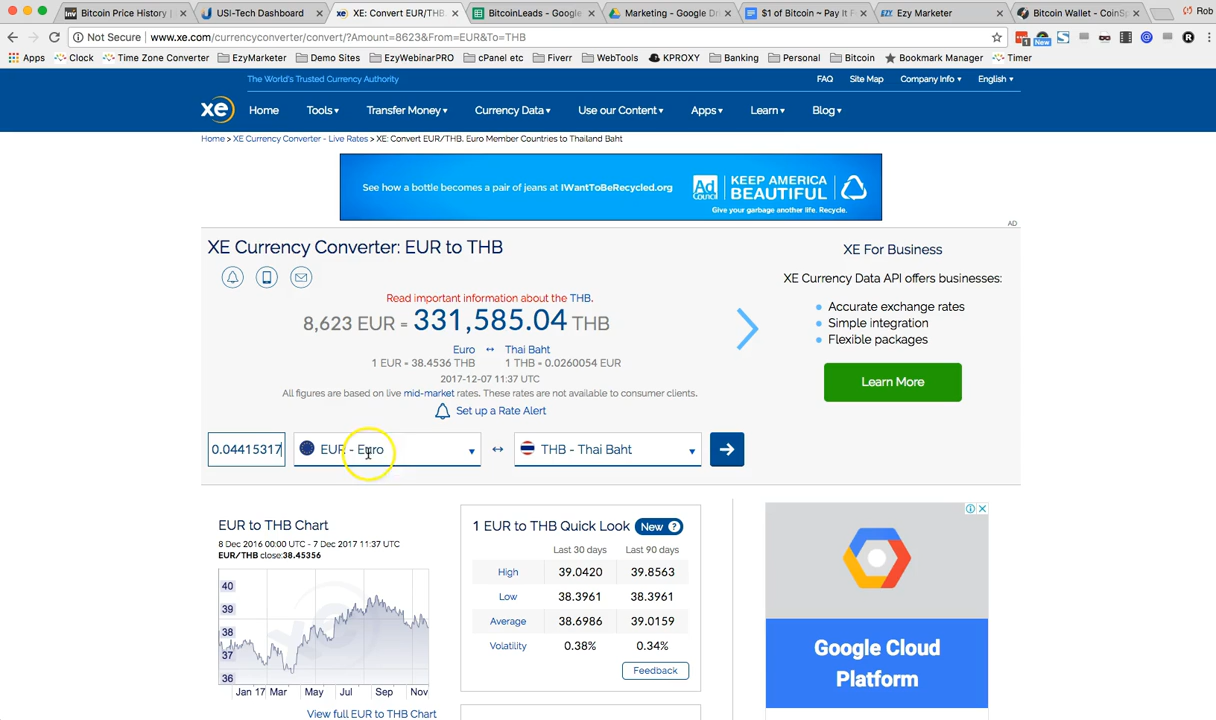 Bitcoin Price History |
USI-Tech Dashboard
XE: Convert EUR/THB.
BitcoinLeads - Google
Marketing - Google Dri
$1 of Bitcoin ~ Pay It F
Ezy Marketer
Bitcoin Wallet - CoinSp
Rob
Not Secure | www.xe.com/currencyconverter/convert/?Amount=8623&From=EUR&To=THB
Apps
Clock
Time Zone Converter
EzyMarketer
Demo Sites
EzyWebinarPRO
cPanel etc
Fiverr
WebTools
KPROXY
Banking
Personal
Bitcoin
Bookmark Manager
Timer
The World's Trusted Currency Authority
FAQ
Site Map
Company Info
English
xe
Home
Tools
Transfer Money
Currency Data
Use our Content
Apps
Learn
Blog
Home > XE Currency Converter - Live Rates > XE: Convert EUR/THB. Euro Member Countries to Thailand Baht
See how a bottle becomes a pair of jeans at IWantToBeRecycled.org
Ad Council
KEEP AMERICA
BEAUTIFUL
Give your garbage another life. Recycle.
AD
XE Currency Converter: EUR to THB
Read important information about the THB.
8,623 EUR = 331,585.04 THB
Euro ↔ Thai Baht
1 EUR = 38.4536 THB 1 THB = 0.0260054 EUR
2017-12-07 11:37 UTC
All figures are based on live mid-market rates. These rates are not available to consumer clients.
Set up a Rate Alert
0.04415317
EUR - Euro
↔
THB - Thai Baht
XE For Business
XE Currency Data API offers businesses:
Accurate exchange rates
Simple integration
Flexible packages
Learn More
EUR to THB Chart
8 Dec 2016 00:00 UTC - 7 Dec 2017 11:37 UTC
EUR/THB close:38.45356
40
39
38
37
36
xe
Jan 17 Mar May Jul Sep Nov
View full EUR to THB Chart
1 EUR to THB Quick Look New ?
Last 30 days Last 90 days
High 39.0420 39.8563
Low 38.3961 38.3961
Average 38.6986 39.0159
Volatility 0.38% 0.34%
Feedback
Google Cloud
Platform